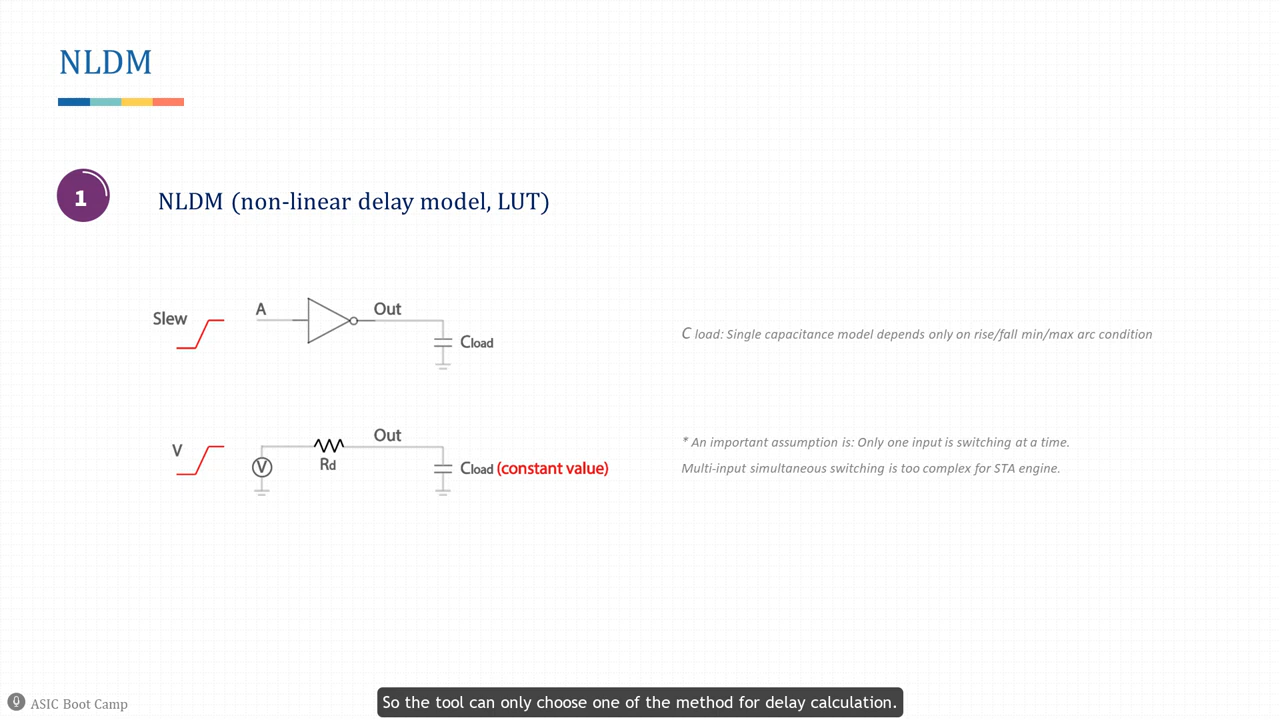 NLDM
1
NLDM (non-linear delay model, LUT)
Slew
A
Out
Cload
C load: Single capacitance model depends only on rise/fall min/max arc condition
V
V
Rd
Out
Cload (constant value)
* An important assumption is: Only one input is switching at a time.
Multi-input simultaneous switching is too complex for STA engine.
ASIC Boot Camp
So the tool can only choose one of the method for delay calculation.